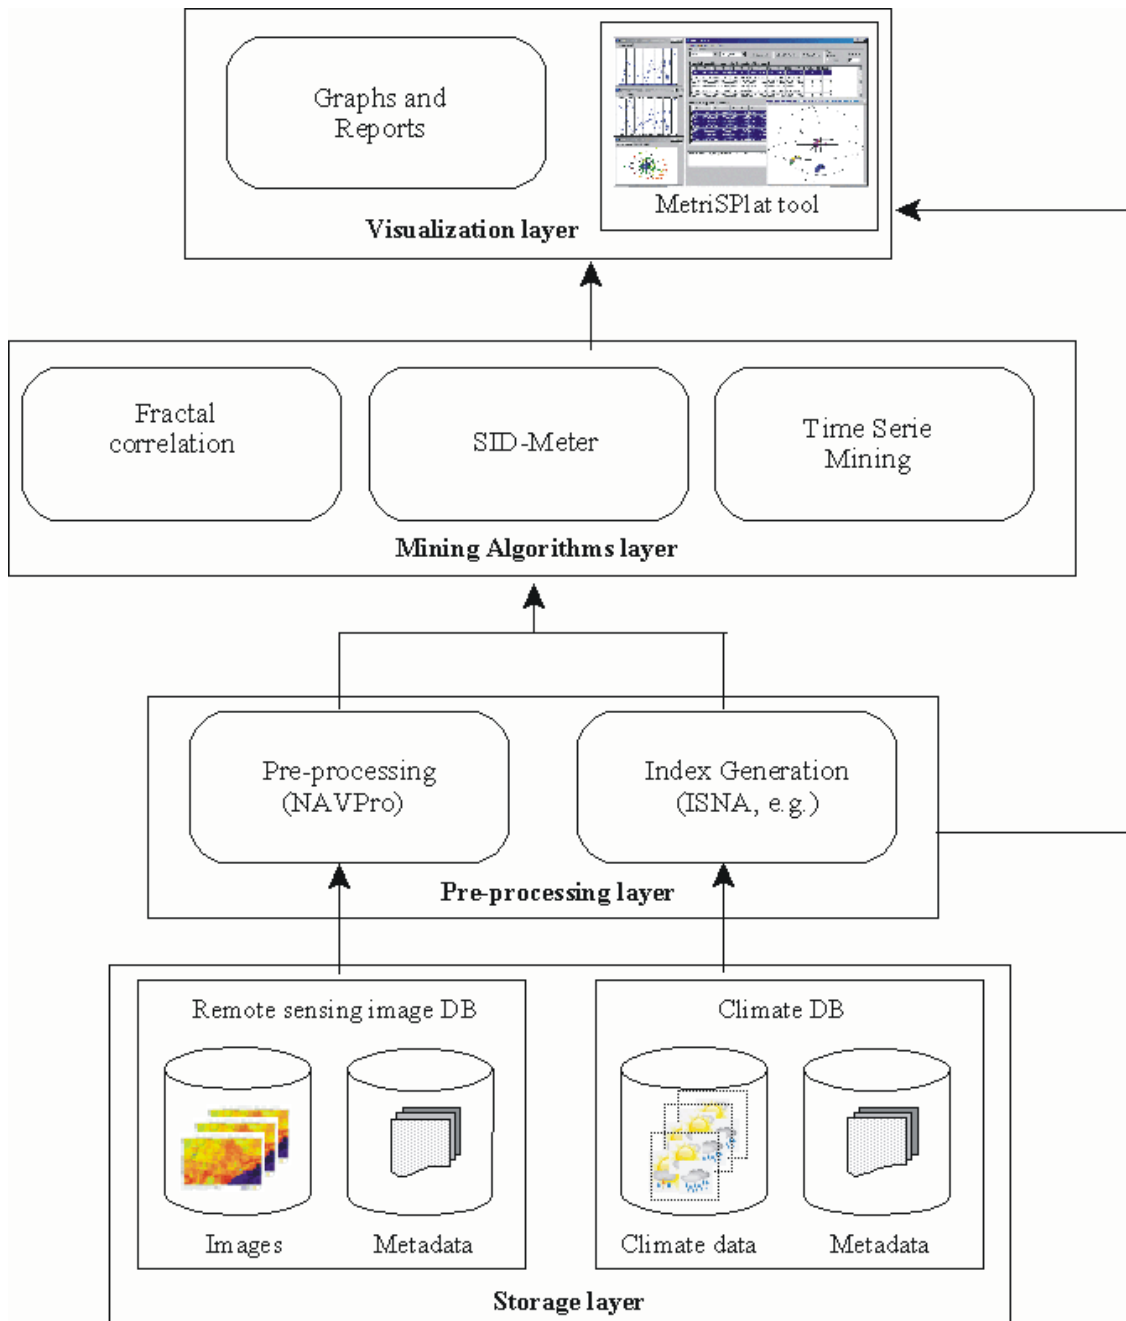 Graphs and
Reports
MetriSPlat tool
Visualization layer
Fractal
correlation
SID-Meter
Time Serie
Mining
Mining Algorithms layer
Pre-processing
(NAVPro)
Index Generation
(ISNA, e.g.)
Pre-processing layer
Remote sensing image DB
Climate DB
Images
Metadata
Climate data
Metadata
Storage layer